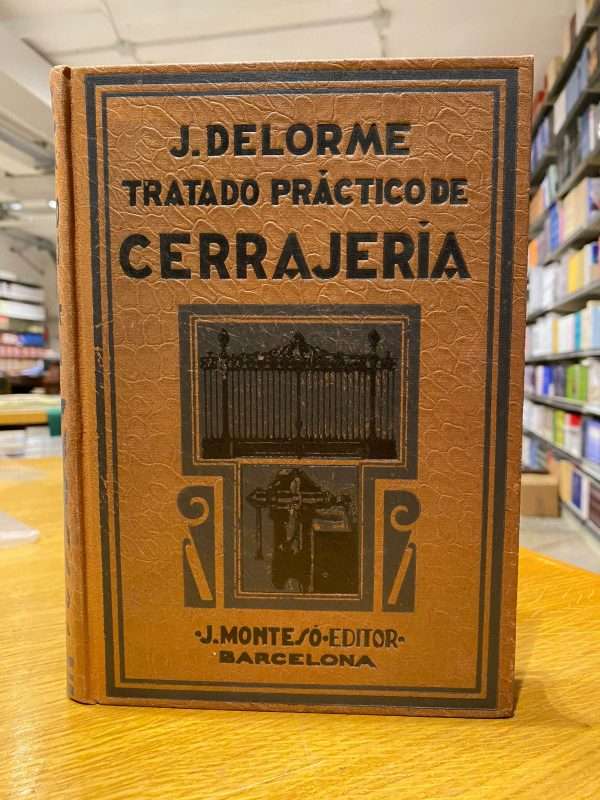 J. DELORME
TRATADO PRÁCTICO DE
CERRAJERÍA
·J. MONTESÓ·EDITOR·
BARCELONA